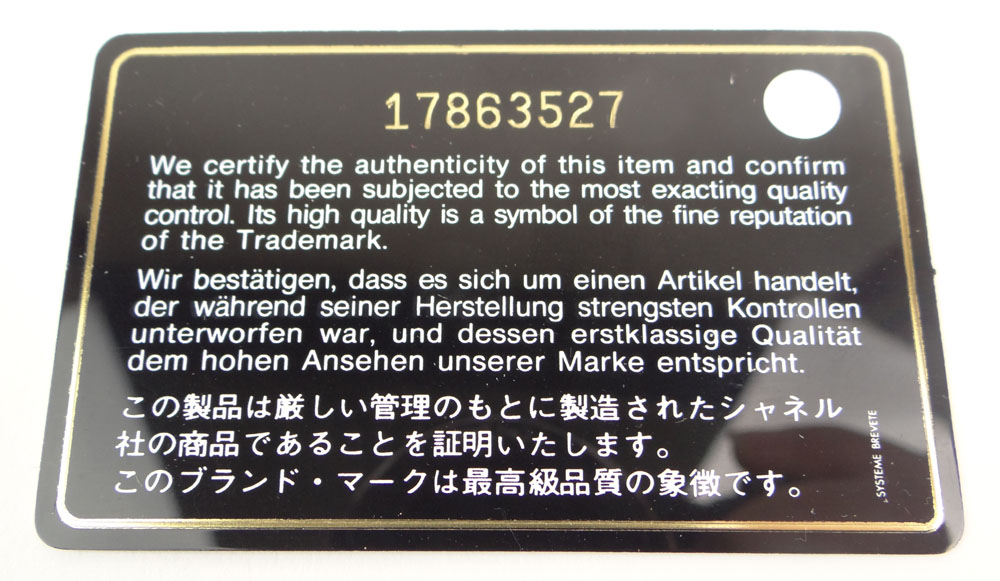 17863527
We certify the authenticity of this item and confirm
that it has been subjected to the most exacting quality
control. Its high quality is a symbol of the fine reputation
of the Trademark.
Wir bestätigen, dass es sich um einen Artikel handelt,
der während seiner Herstellung strengsten Kontrollen
unterworfen war, und dessen erstklassige Qualität
dem hohen Ansehen unserer Marke entspricht.
この製品は厳しい管理のもとに製造されたシャネル
社の商品であることを証明いたします。
このブランド・マークは最高級品質の象徴です。
SYSTEME BREVETE